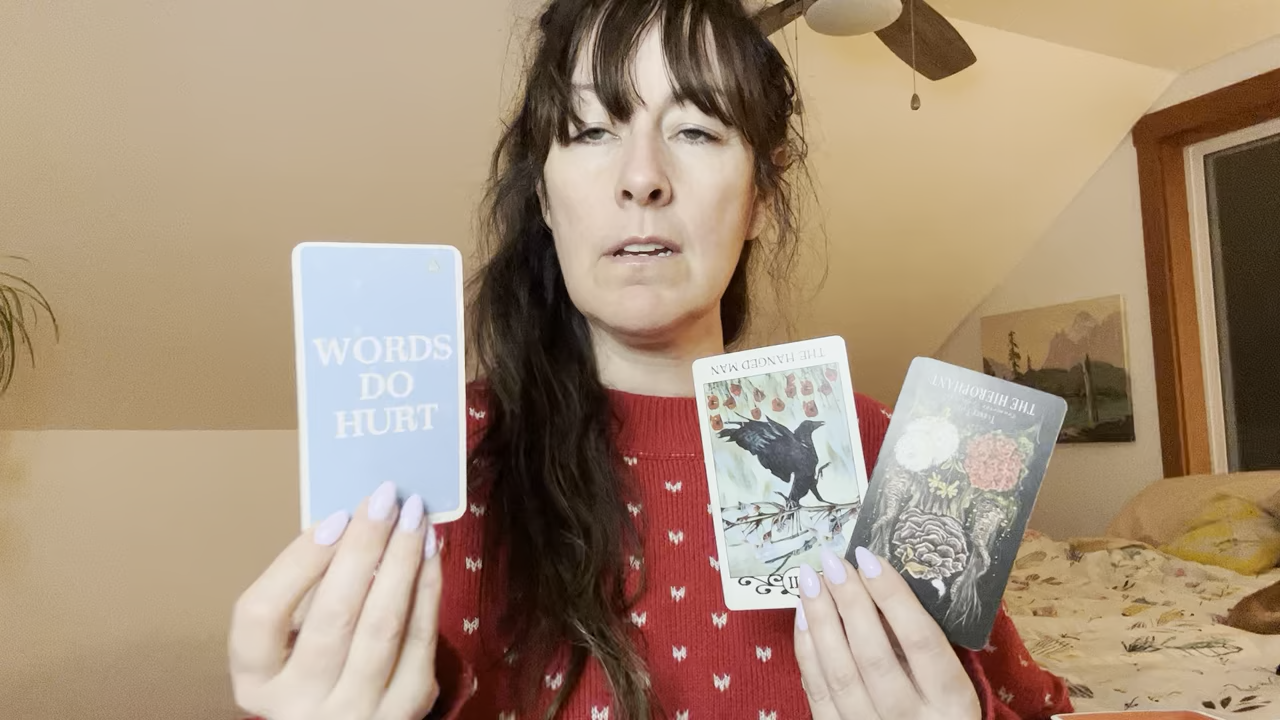 WORDS
DO
HURT
THE HANGED MAN
THE HIEROPHANT